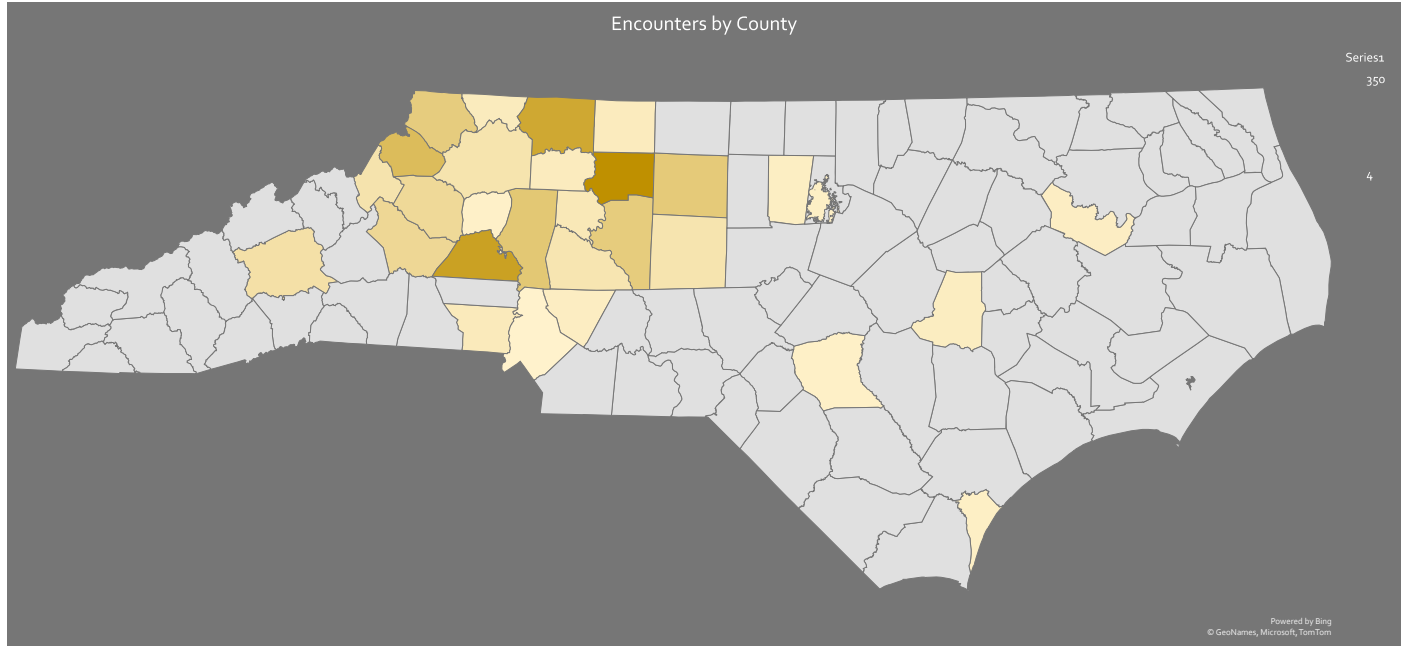 Encounters by County
Series1
350
4
Powered by Bing
© GeoNames, Microsoft, TomTom